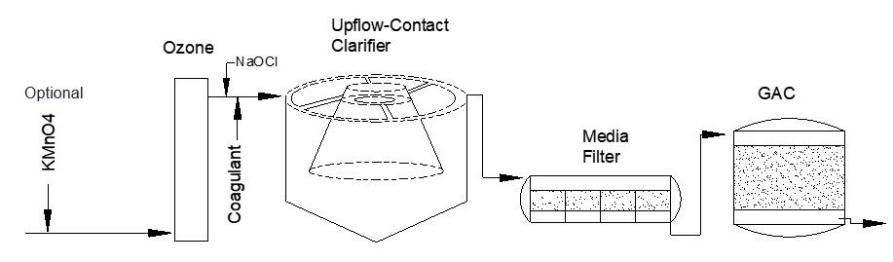 Optional
KMnO4
Ozone
NaOCl
Coagulant
Upflow-Contact
Clarifier
Media
Filter
GAC